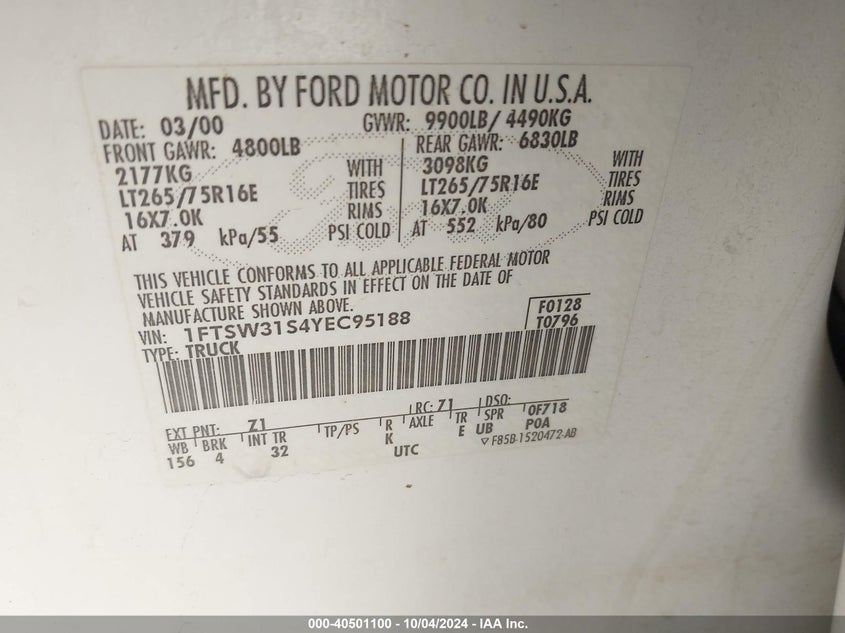 MFD. BY FORD MOTOR CO. IN U.S.A.
DATE: 03/00 GVWR: 9900LB/ 4490KG
FRONT GAWR: 4800LB REAR GAWR: 6830LB
2177KG WITH 3098KG WITH
LT265/75R16E TIRES LT265/75R16E TIRES
16X7.0K RIMS 16X7.0K RIMS
AT 379 kPa/55 PSI COLD AT 552 kPa/80 PSI COLD
THIS VEHICLE CONFORMS TO ALL APPLICABLE FEDERAL MOTOR
VEHICLE SAFETY STANDARDS IN EFFECT ON THE DATE OF
MANUFACTURE SHOWN ABOVE.
VIN: 1FTSW31S4YEC95188 F0128
TYPE: TRUCK T0796
EXT PNT: Z1 RC: Z1 DSO:
WB BRK INT TR TP/PS R AXLE TR SPR 0F718
156 4 32 K UTC E UB P0A
▽ F85B-1520472-AB
000-40501100 - 10/04/2024 - IAA Inc.